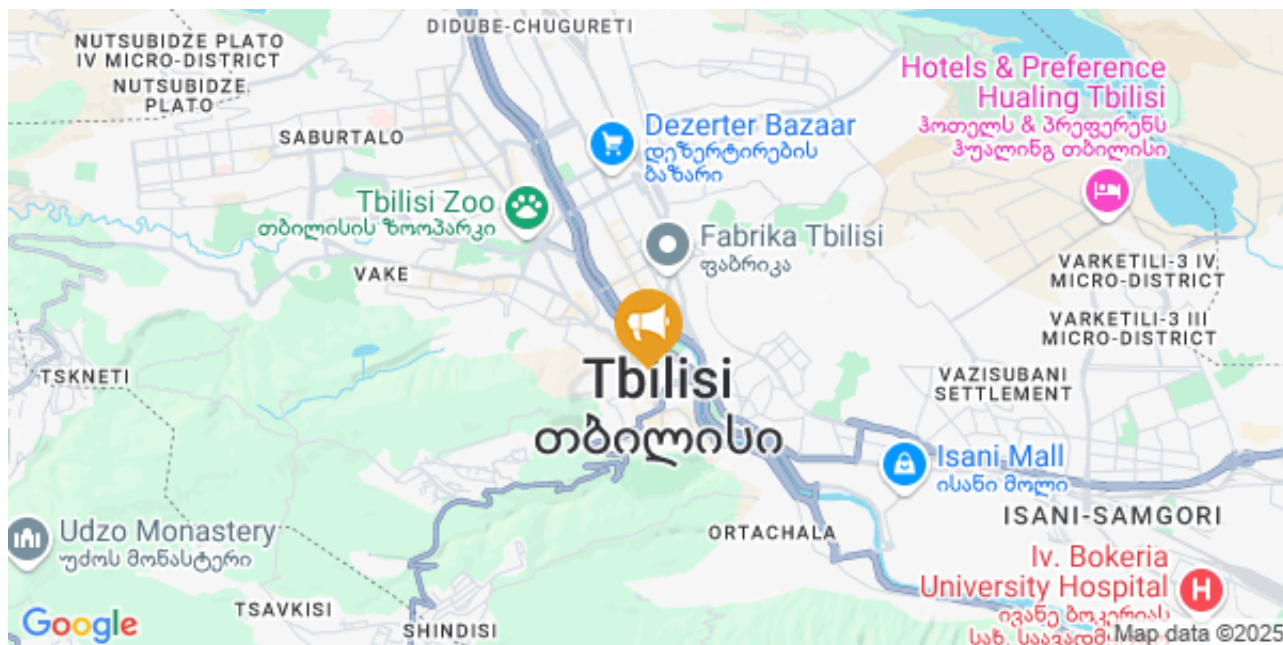 DIDUBE-CHUGURETI
NUTSUBIDZE PLATO
IV MICRO-DISTRICT
NUTSUBIDZE
PLATO
SABURTALO
Hotels & Preference
Hualing Tbilisi
ჰოთელს & პრეფერენს
ჰუალინგ თბილისი
Dezerter Bazaar
დეზერტირების
ბაზარი
Tbilisi Zoo
თბილისის ზოოპარკი
Fabrika Tbilisi
ფაბრიკა
VAKE
VARKETILI-3 IV
MICRO-DISTRICT
VARKETILI-3 III
MICRO-DISTRICT
TSKNETI
Tbilisi
თბილისი
VAZISUBANI
SETTLEMENT
Isani Mall
ისანი მოლი
ISANI-SAMGORI
Udzo Monastery
უძოს მონასტერი
ORTACHALA
Iv. Bokeria
University Hospital
ივანე ბოკერიას
სახ.
H
TSAVKISI
SHINDISI
Google
Map data ©2025